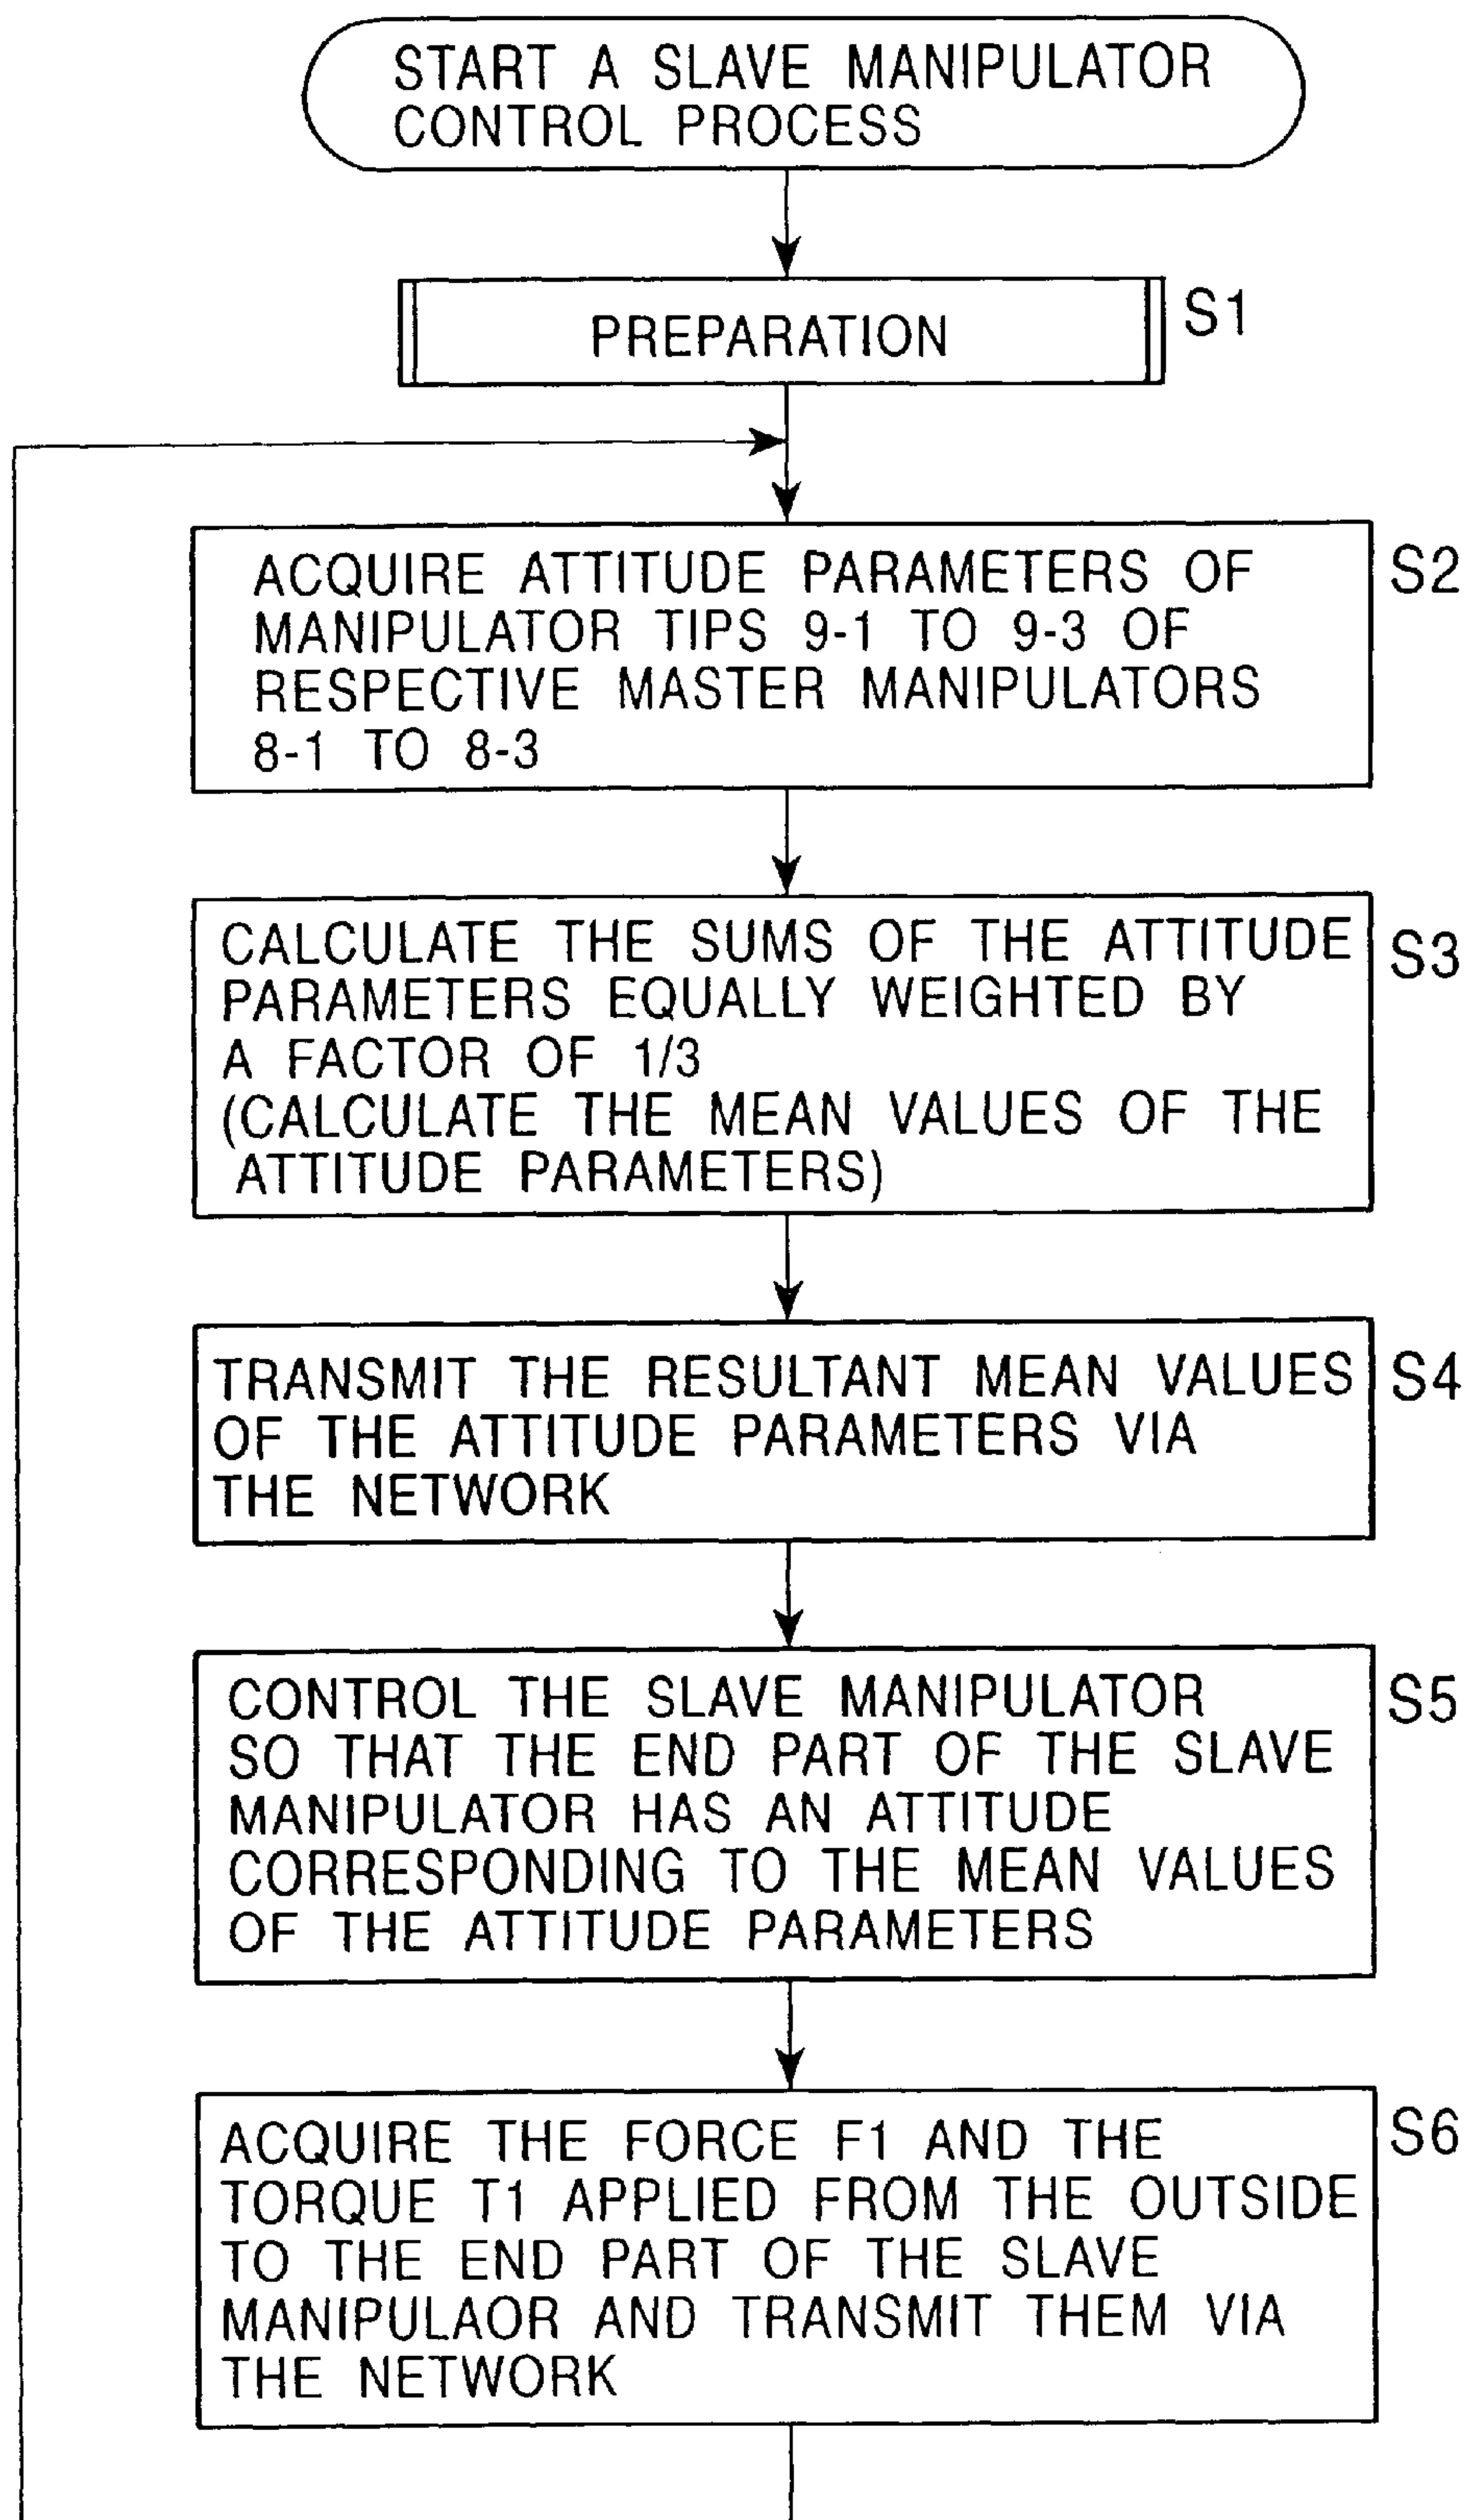 START A SLAVE MANIPULATOR
CONTROL PROCESS
PREPARATION
S1
ACQUIRE ATTITUDE PARAMETERS OF
MANIPULATOR TIPS 9-1 TO 9-3 OF
RESPECTIVE MASTER MANIPULATORS
8-1 TO 8-3
S2
CALCULATE THE SUMS OF THE ATTITUDE
PARAMETERS EQUALLY WEIGHTED BY
A FACTOR OF 1/3
(CALCULATE THE MEAN VALUES OF THE
ATTITUDE PARAMETERS)
S3
TRANSMIT THE RESULTANT MEAN VALUES
OF THE ATTITUDE PARAMETERS VIA
THE NETWORK
S4
CONTROL THE SLAVE MANIPULATOR
SO THAT THE END PART OF THE SLAVE
MANIPULATOR HAS AN ATTITUDE
CORRESPONDING TO THE MEAN VALUES
OF THE ATTITUDE PARAMETERS
S5
ACQUIRE THE FORCE F1 AND THE
TORQUE T1 APPLIED FROM THE OUTSIDE
TO THE END PART OF THE SLAVE
MANIPULAOR AND TRANSMIT THEM VIA
THE NETWORK
S6